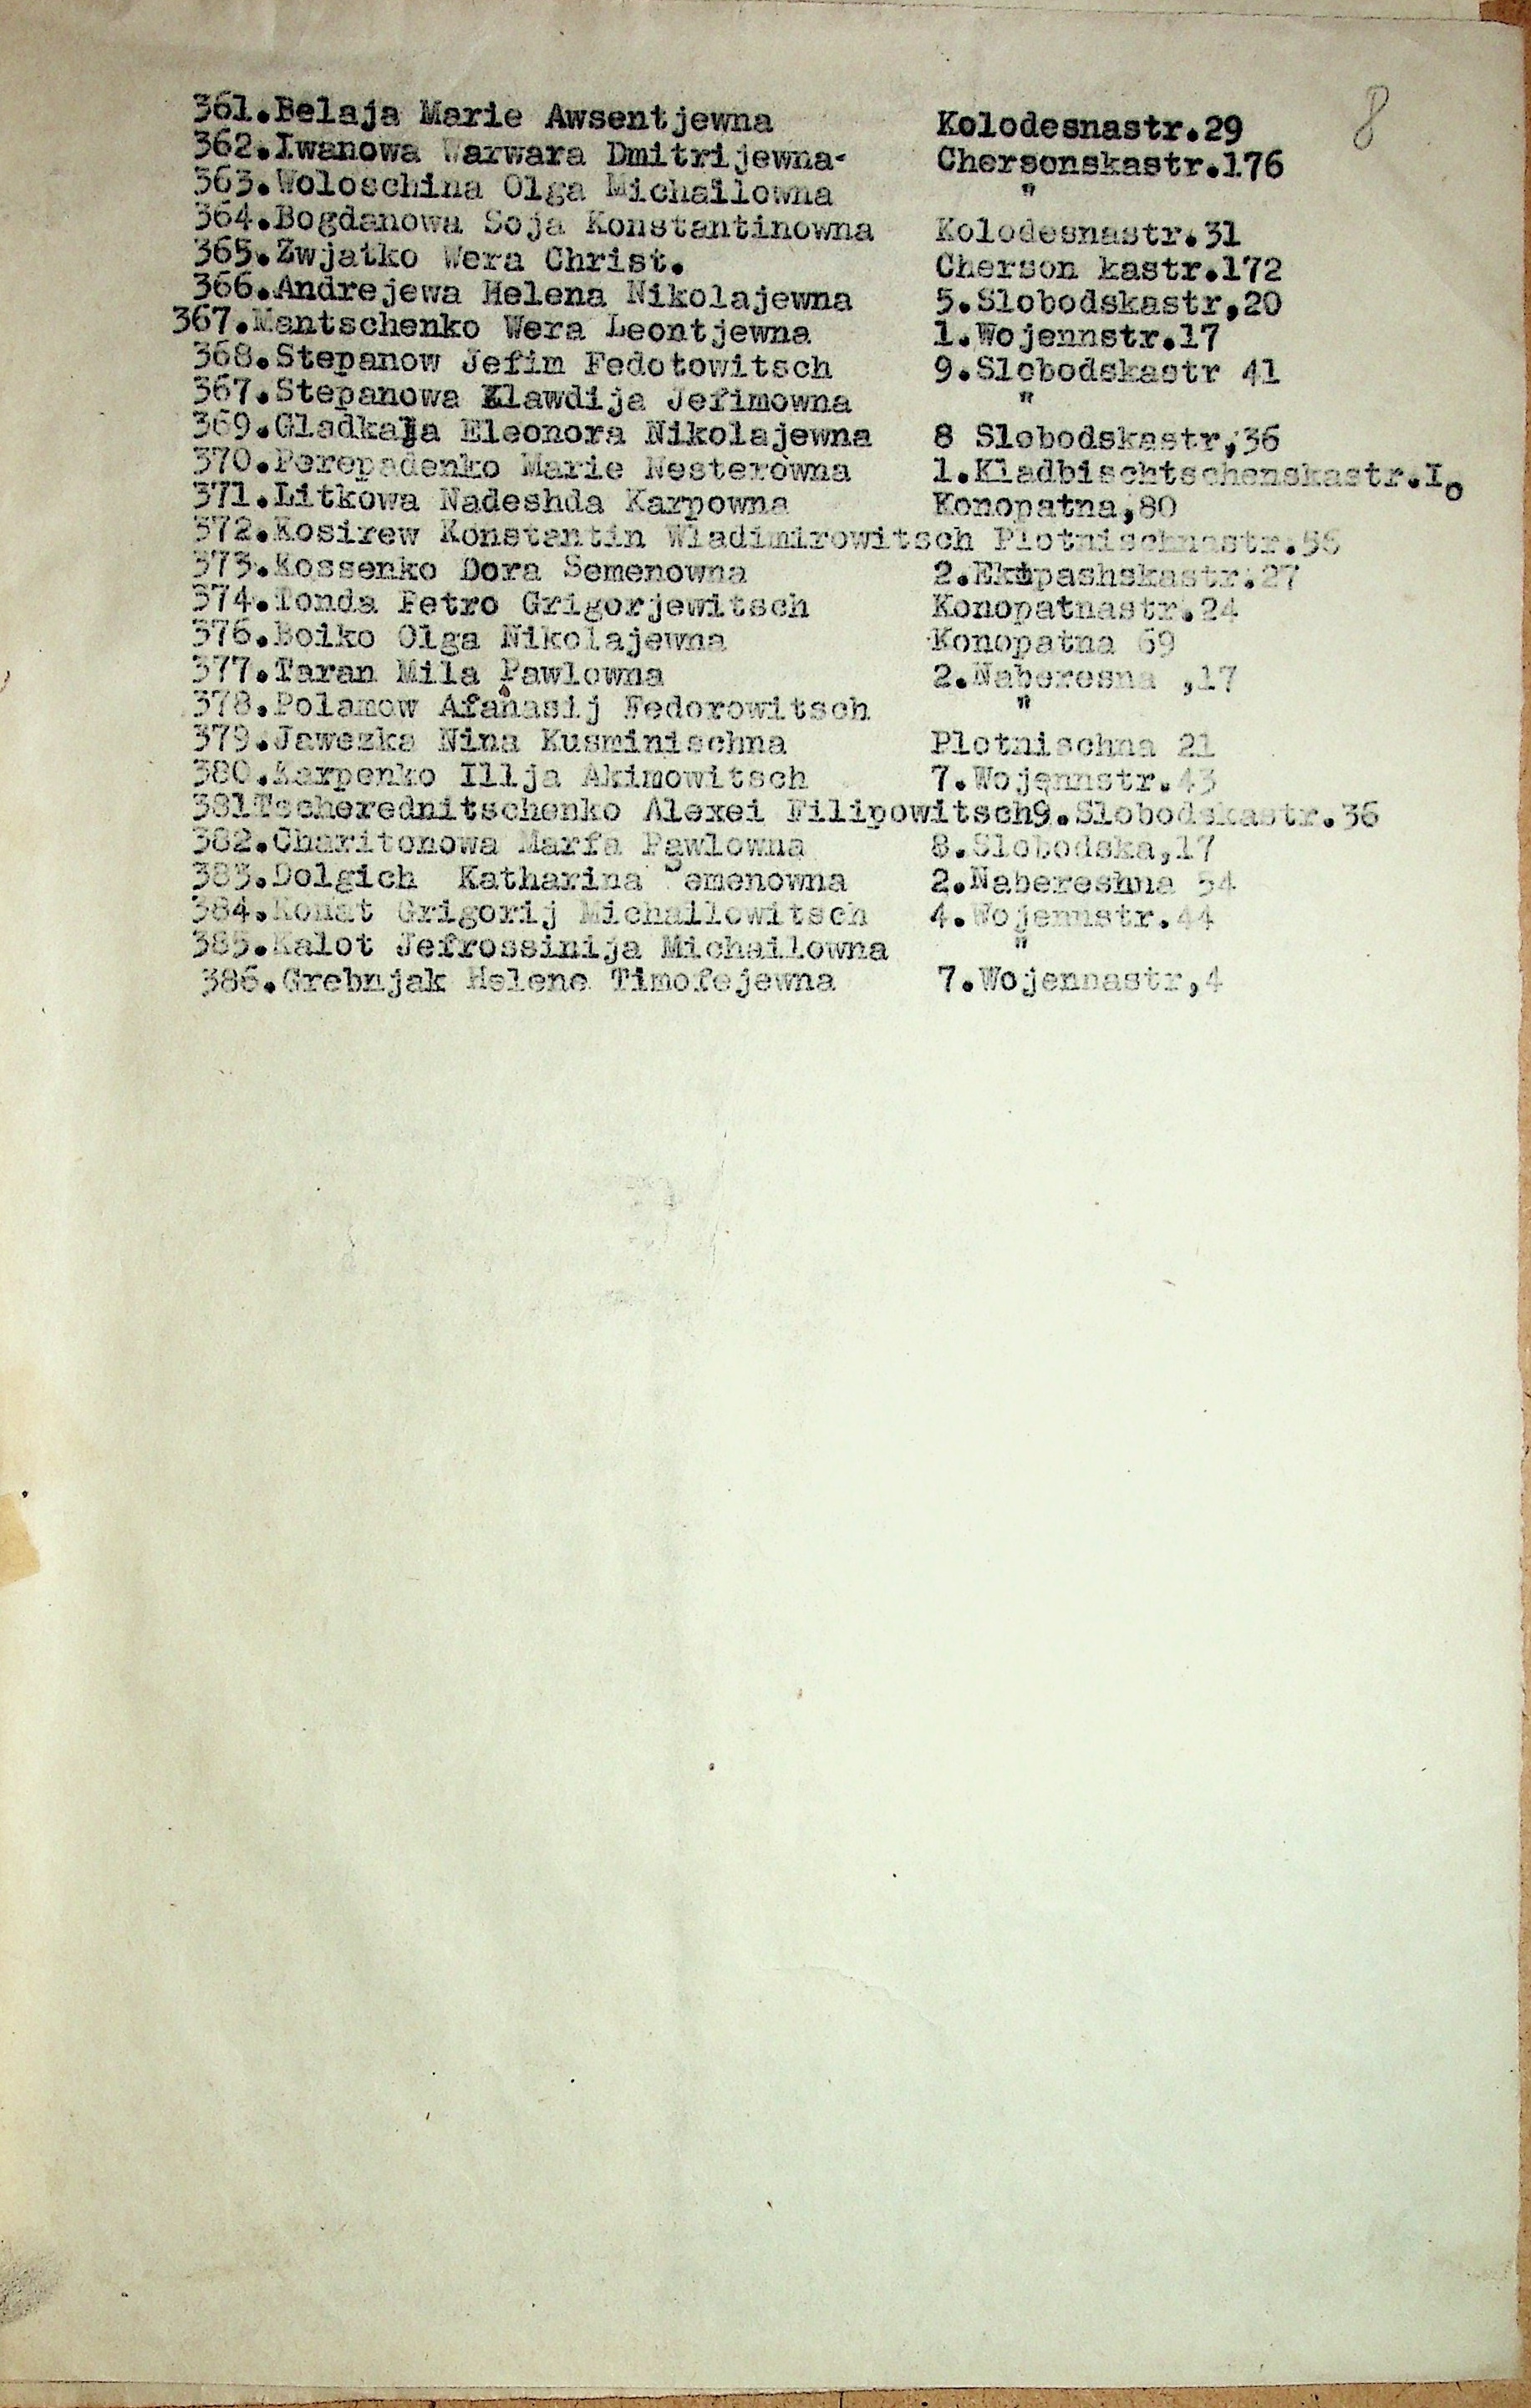 8
361.Belaja Marie Awsentjewna Kolodesnastr.29
362.Iwanowa Warwara Dmitrijewna- Chersonskastr.176
363.Woloschina Olga Michailowna "
364.Bogdanowa Soja Konstantinowna Kolodesnastr.31
365.Zwjatko Wera Christ. Cherson kastr.172
366.Andrejewa Helena Nikolajewna 5.Slobodskastr,20
367.Mantschenko Wera Leontjewna 1.Wojennstr.17
368.Stepanow Jefim Fedotowitsch 9.Slobodskastr 41
367.Stepanowa Klawdija Jefimowna "
369.Gladkaja Eleonora Nikolajewna 8 Slobodskastr,36
370.Perepadenko Marie Nesterowna 1.Kladbischtschenskastr.Io
371.Litkowa Nadeshda Karpowna Konopatna,80
372.Kosirew Konstantin Wladimirowitsch Plotnischnastr.56
373.Kossenko Dora Semenowna 2.Ekipashskastr.27
374.Tonda Petro Grigorjewitsch Konopatnastr.24
376.Boiko Olga Nikolajewna Konopatna 69
377.Taran Mila Pawlowna 2.Naberesna ,17
378.Polamow Afanasij Fedorowitsch "
379.Jawezka Nina Kusminischna Plotnischna 21
380.Karpenko Illja Akimowitsch 7.Wojennstr.43
381Tscherednitschenko Alexei Filipowitsch9.Slobodskastr.36
382.Charitonowa Marfa Pawlowna 8.Slobodska,17
383.Dolgich Katharina Semenowna 2.Nabereshna 54
384.Konat Grigorij Michailowitsch 4.Wojennstr.44
385.Kalot Jefrossinija Michailowna "
386.Grebnjak Helene Timofejewna 7.Wojennastr,4